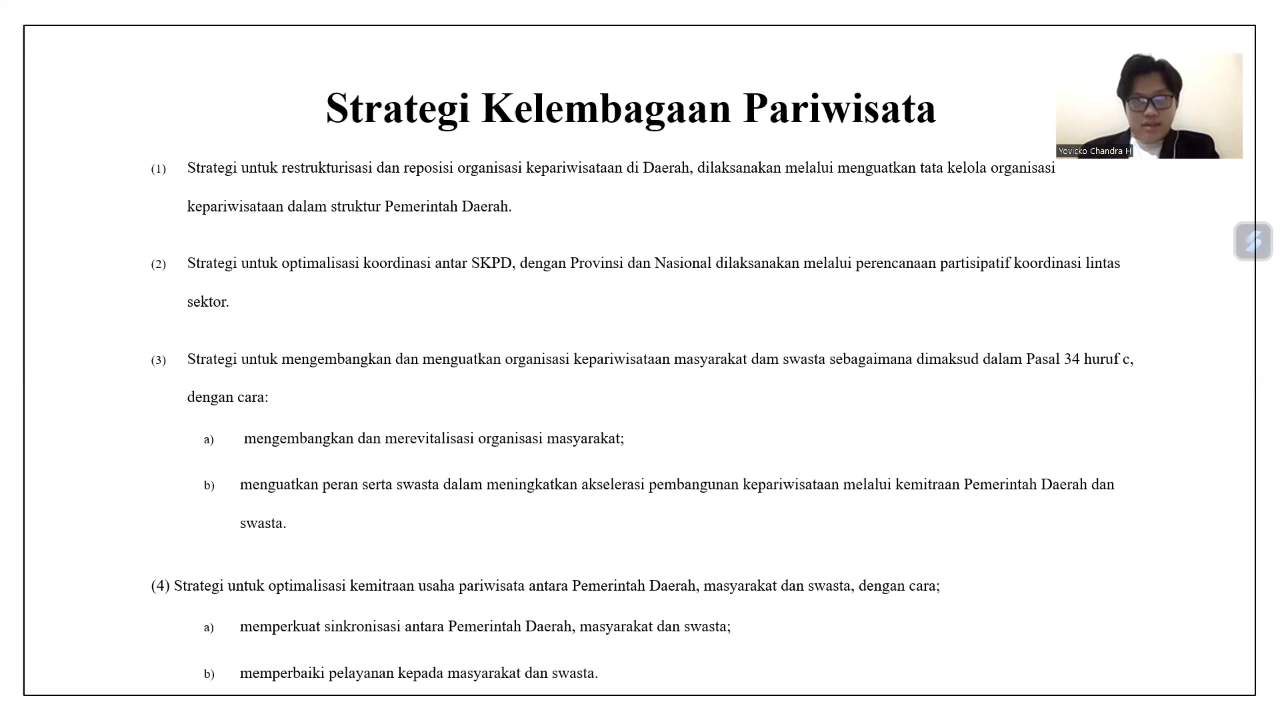 Strategi Kelembagaan Pariwisata
Yovicko Chandra H
(1) Strategi untuk restrukturisasi dan reposisi organisasi kepariwisataan di Daerah, dilaksanakan melalui menguatkan tata kelola organisasi
kepariwisataan dalam struktur Pemerintah Daerah.
(2) Strategi untuk optimalisasi koordinasi antar SKPD, dengan Provinsi dan Nasional dilaksanakan melalui perencanaan partisipatif koordinasi lintas
sektor.
(3) Strategi untuk mengembangkan dan menguatkan organisasi kepariwisataan masyarakat dam swasta sebagaimana dimaksud dalam Pasal 34 huruf c,
dengan cara:
a) mengembangkan dan merevitalisasi organisasi masyarakat;
b) menguatkan peran serta swasta dalam meningkatkan akselerasi pembangunan kepariwisataan melalui kemitraan Pemerintah Daerah dan
swasta.
(4) Strategi untuk optimalisasi kemitraan usaha pariwisata antara Pemerintah Daerah, masyarakat dan swasta, dengan cara;
a) memperkuat sinkronisasi antara Pemerintah Daerah, masyarakat dan swasta;
b) memperbaiki pelayanan kepada masyarakat dan swasta.